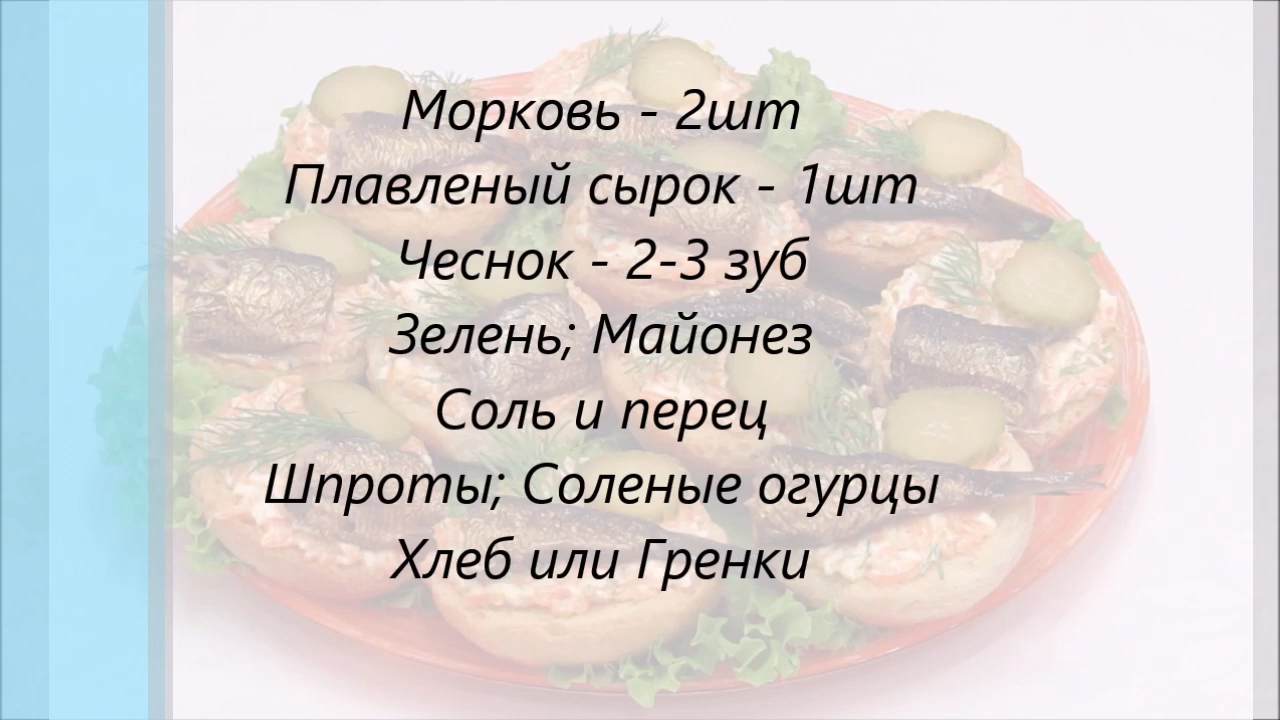 Морковь - 2шт
Плавленый сырок - 1шт
Чеснок - 2-3 зуб
Зелень; Майонез
Соль и перец
Шпроты; Соленые огурцы
Хлеб или Гренки